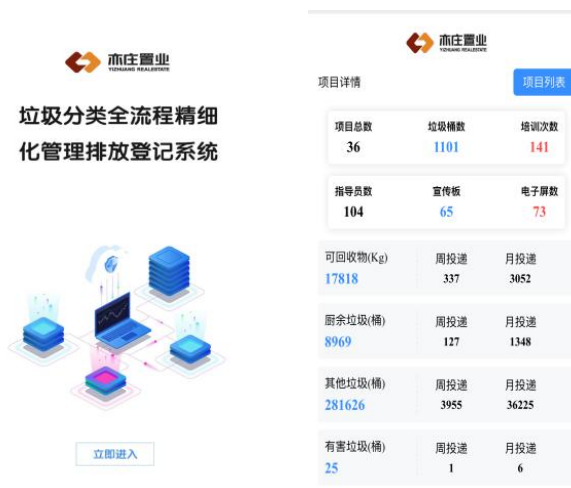 亦庄置业
YIZHUANG REALESTATE
垃圾分类全流程精细
化管理排放登记系统
立即进入
亦庄置业
YIZHUANG REALESTATE
项目详情 项目列表
项目总数 垃圾桶数 培训次数
36 1101 141
指导员数 宣传板 电子屏数
104 65 73
可回收物(Kg) 周投递 月投递
17818 337 3052
厨余垃圾(桶) 周投递 月投递
8969 127 1348
其他垃圾(桶) 周投递 月投递
281626 3955 36225
有害垃圾(桶) 周投递 月投递
25 1 6